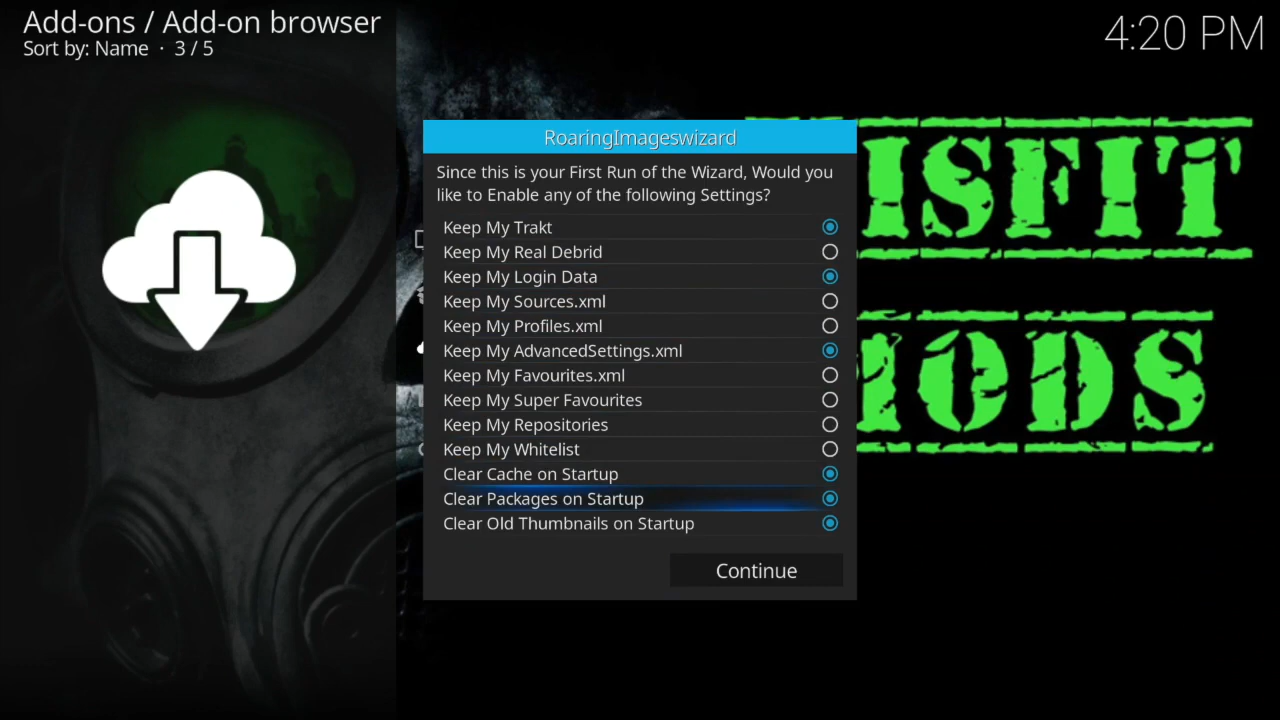 Add-ons / Add-on browser
Sort by: Name · 3 / 5
4:20 PM
RoaringImageswizard
Since this is your First Run of the Wizard, Would you
like to Enable any of the following Settings?
Keep My Trakt
Keep My Real Debrid
Keep My Login Data
Keep My Sources.xml
Keep My Profiles.xml
Keep My AdvancedSettings.xml
Keep My Favourites.xml
Keep My Super Favourites
Keep My Repositories
Keep My Whitelist
Clear Cache on Startup
Clear Packages on Startup
Clear Old Thumbnails on Startup
Continue
ISFIT
MODS